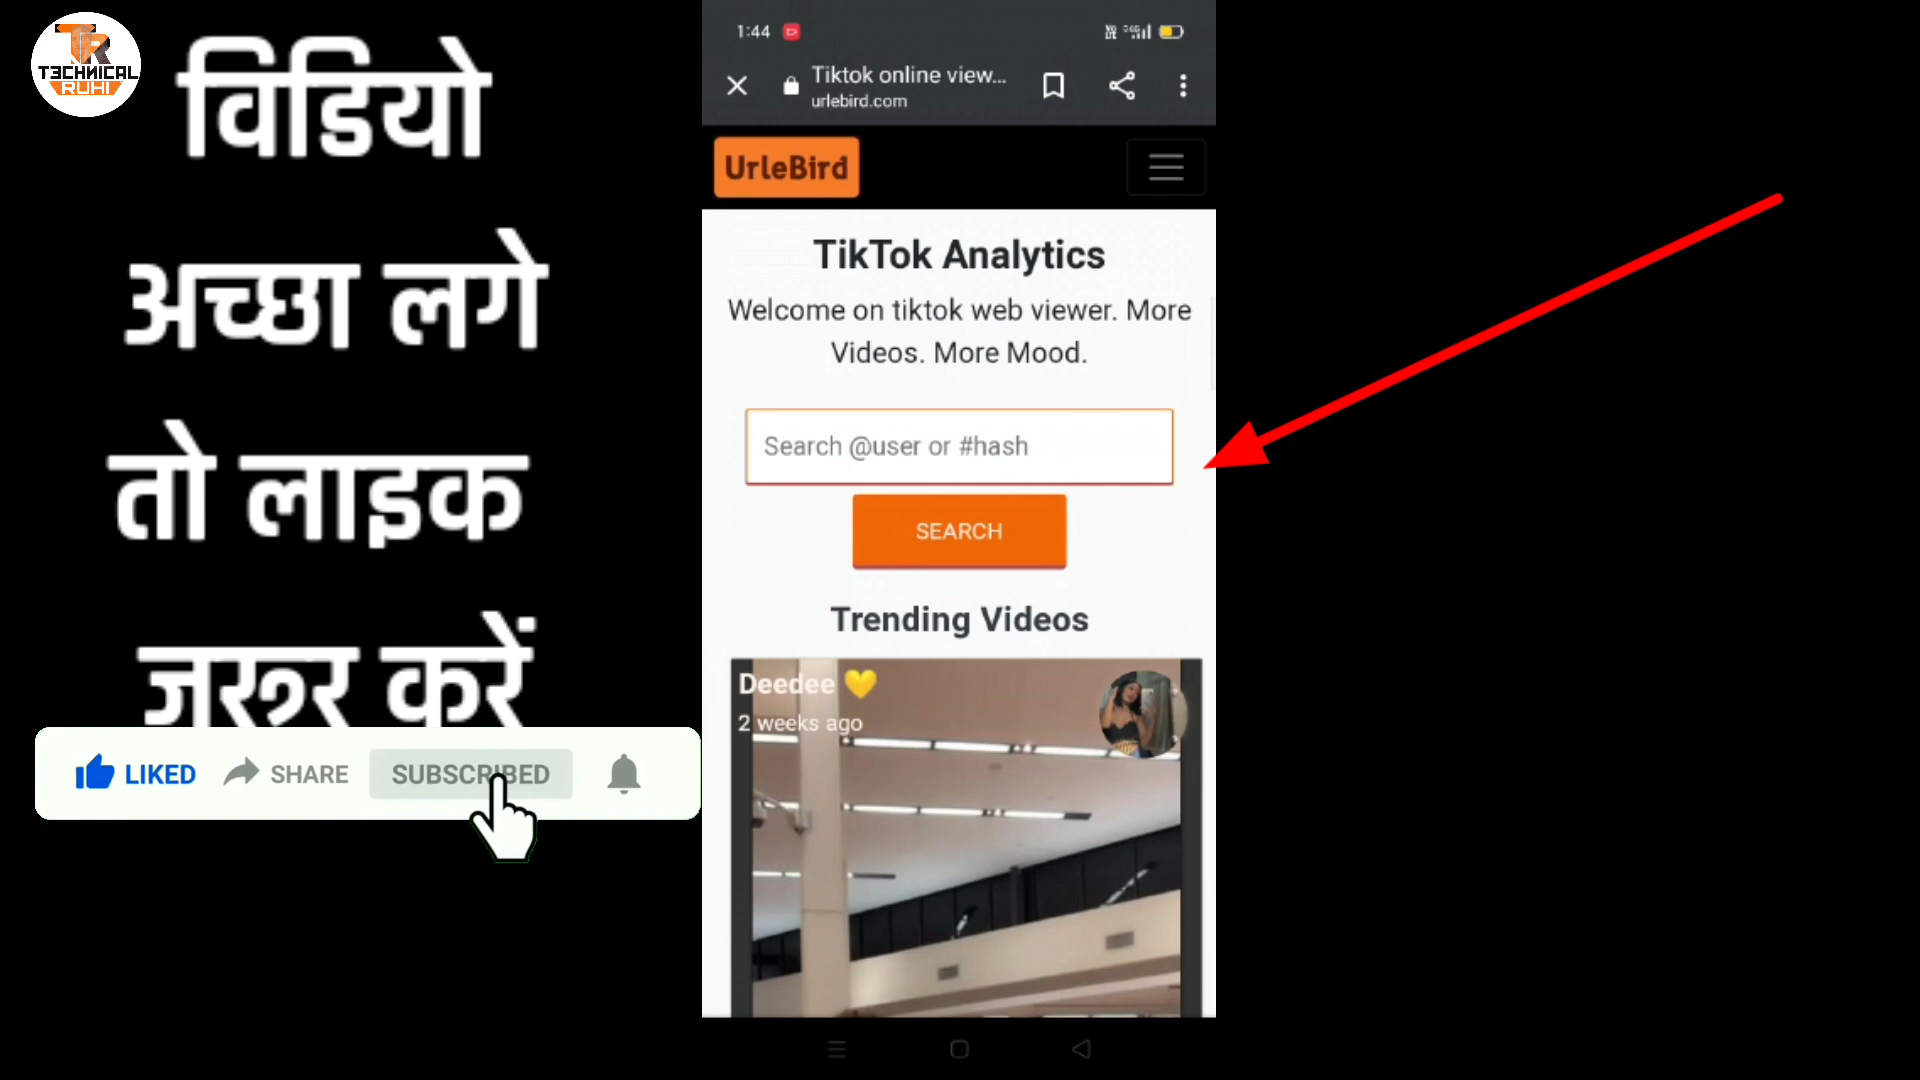 TECHNICAL
RUHI
विडियो
अच्छा लगे
तो लाइक
जरूर करें
LIKED SHARE SUBSCRIBED
1:44
Tiktok online view...
urlebird.com
UrleBird
TikTok Analytics
Welcome on tiktok web viewer. More
Videos. More Mood.
Search @user or #hash
SEARCH
Trending Videos
Deedee 💛
2 weeks ago